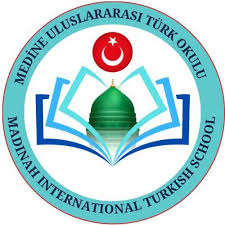 MEDİNE ULUSLARARASI TÜRK OKULU
MADINAH INTERNATIONAL TURKISH SCHOOL